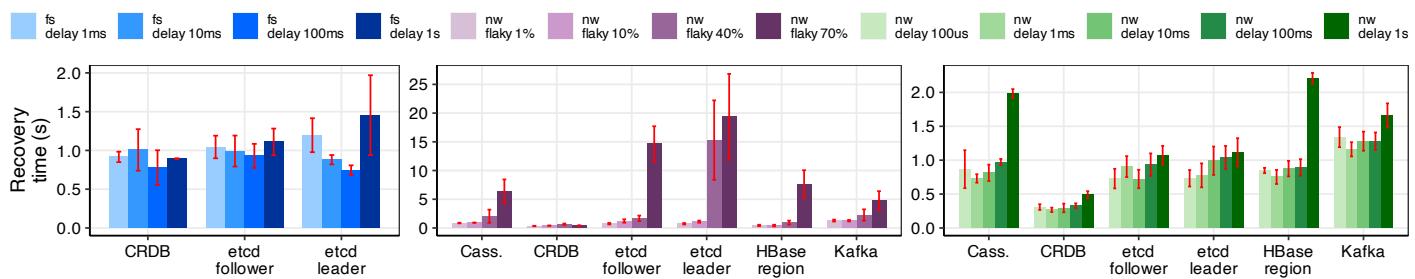 fs delay 1ms
fs delay 10ms
fs delay 100ms
fs delay 1s
nw flaky 1%
nw flaky 10%
nw flaky 40%
nw flaky 70%
nw delay 100us
nw delay 1ms
nw delay 10ms
nw delay 100ms
nw delay 1s
Recovery
time (s)
2.0
1.5
1.0
0.5
0.0
CRDB
etcd
follower
etcd
leader
25
20
15
10
5
0
Cass.
CRDB
etcd
follower
etcd
leader
HBase
region
Kafka
2.0
1.5
1.0
0.5
0.0
Cass.
CRDB
etcd
follower
etcd
leader
HBase
region
Kafka